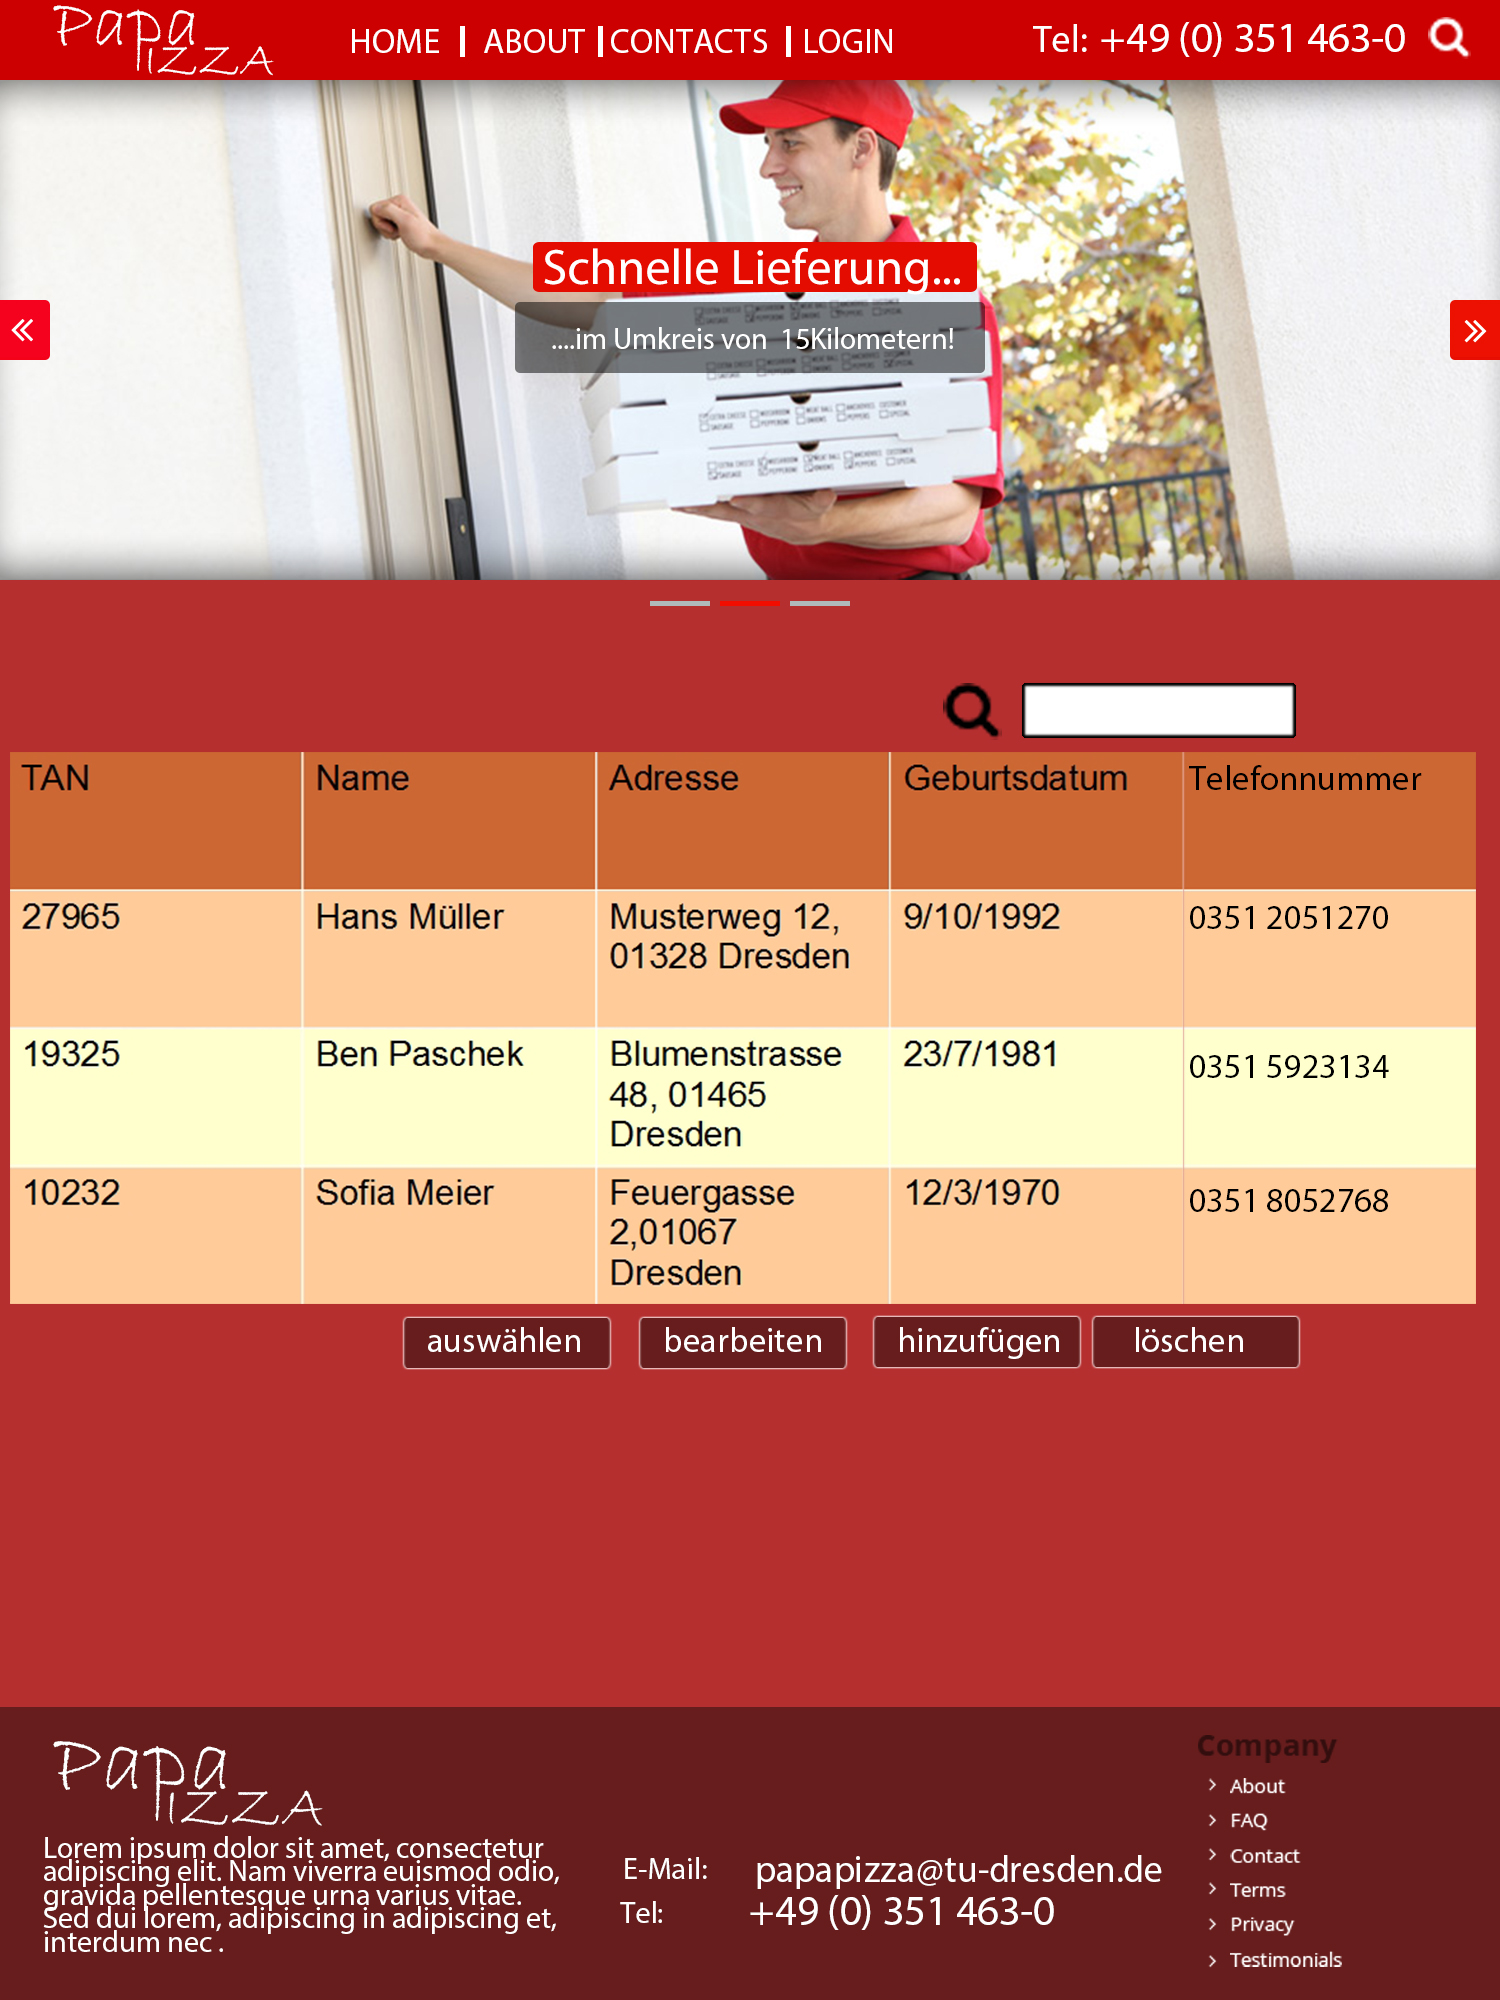 Papa
PIZZA
HOME | ABOUT | CONTACTS | LOGIN
Tel: +49 (0) 351 463-0
Schnelle Lieferung...
....im Umkreis von 15Kilometern!
TAN Name Adresse Geburtsdatum Telefonnummer
27965 Hans Müller Musterweg 12, 9/10/1992 0351 2051270
01328 Dresden
19325 Ben Paschek Blumenstrasse 23/7/1981 0351 5923134
48, 01465
Dresden
10232 Sofia Meier Feuergasse 12/3/1970 0351 8052768
2,01067
Dresden
auswählen bearbeiten hinzufügen löschen
Papa
PIZZA
Lorem ipsum dolor sit amet, consectetur
adipiscing elit. Nam viverra euismod odio,
gravida pellentesque urna varius vitae.
Sed dui lorem, adipiscing in adipiscing et,
interdum nec .
E-Mail: papapizza@tu-dresden.de
Tel: +49 (0) 351 463-0
Company
About
FAQ
Contact
Terms
Privacy
Testimonials